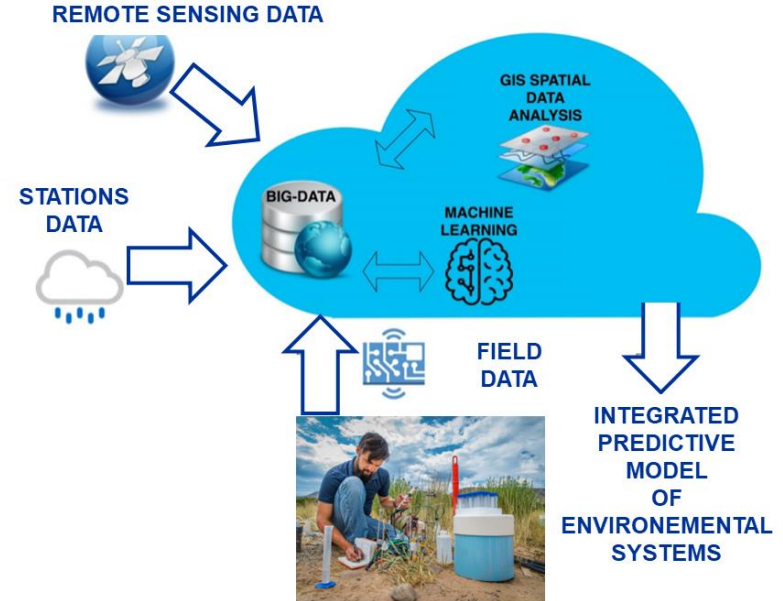 REMOTE SENSING DATA
GIS SPATIAL
DATA
ANALYSIS
STATIONS
DATA
BIG-DATA
MACHINE
LEARNING
FIELD
DATA
INTEGRATED
PREDICTIVE
MODEL
OF
ENVIRONEMENTAL
SYSTEMS